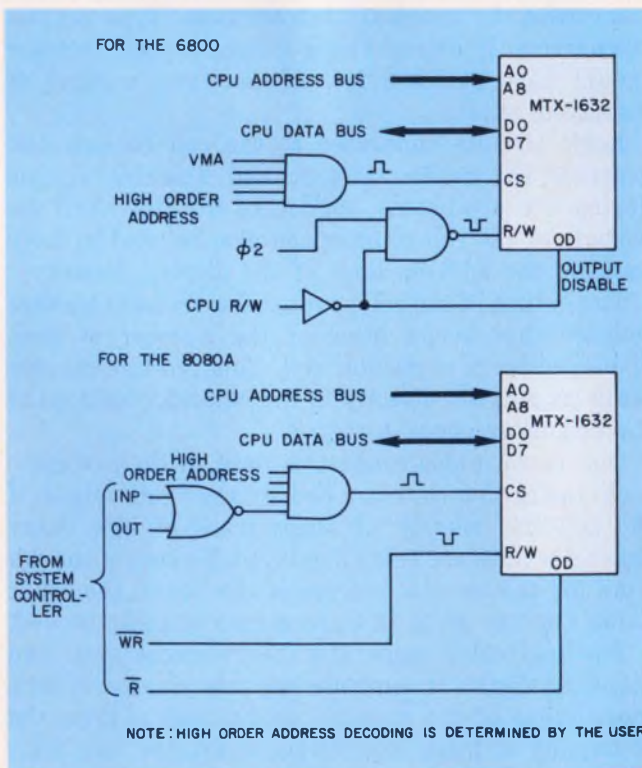 FOR THE 6800
CPU ADDRESS BUS
A0
A8
MTX-1632
CPU DATA BUS
D0
D7
VMA
HIGH ORDER
ADDRESS
CS
ϕ2
R/W
OD
CPU R/W
OUTPUT
DISABLE
FOR THE 8080A
CPU ADDRESS BUS
A0
A8
MTX-1632
CPU DATA BUS
D0
D7
HIGH
ORDER ADDRESS
INP
OUT
CS
FROM
SYSTEM
CONTROL-
LER
R/W
OD
W̅R̅
R̅
NOTE: HIGH ORDER ADDRESS DECODING IS DETERMINED BY THE USER